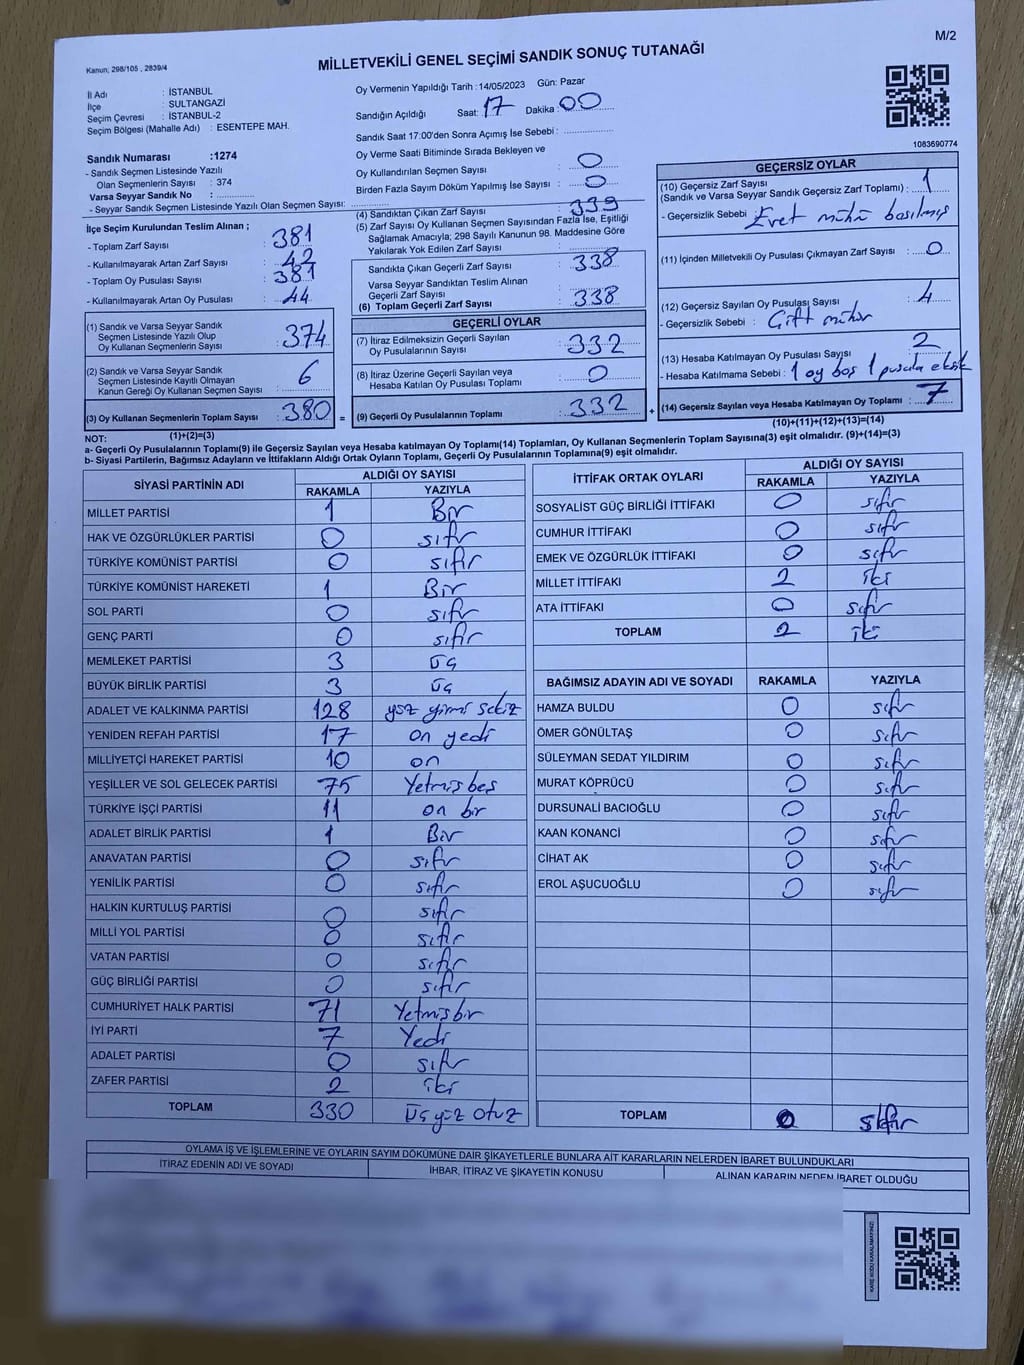 M/2
Kanun; 298/105 , 2839/4
MİLLETVEKİLİ GENEL SEÇİMİ SANDIK SONUÇ TUTANAĞI
İl Adı : İSTANBUL
İlçe : SULTANGAZİ
Seçim Çevresi : İSTANBUL-2
Seçim Bölgesi (Mahalle Adı) : ESENTEPE MAH.
Sandık Numarası :1274
- Sandık Seçmen Listesinde Yazılı
Olan Seçmenlerin Sayısı : 374
Varsa Seyyar Sandık No :
- Seyyar Sandık Seçmen Listesinde Yazılı Olan Seçmen Sayısı:
Oy Vermenin Yapıldığı Tarih :14/05/2023 Gün: Pazar
Sandığın Açıldığı Saat: 17 Dakika : 00
Sandık Saat 17:00'den Sonra Açımış İse Sebebi :
Oy Verme Saati Bitiminde Sırada Bekleyen ve
Oy Kullandırılan Seçmen Sayısı : 0
Birden Fazla Sayım Döküm Yapılmış İse Sayısı : 0
1083690774
İlçe Seçim Kurulundan Teslim Alınan ;
- Toplam Zarf Sayısı : 381
- Kullanılmayarak Artan Zarf Sayısı : 42
- Toplam Oy Pusulası Sayısı : 381
- Kullanılmayarak Artan Oy Pusulası : 44
(1) Sandık ve Varsa Seyyar Sandık
Seçmen Listesinde Yazılı Olup
Oy Kullanan Seçmenlerin Sayısı : 374
(2) Sandık ve Varsa Seyyar Sandık
Seçmen Listesinde Kayıtlı Olmayan
Kanun Gereği Oy Kullanan Seçmen Sayısı : 6
(3) Oy Kullanan Seçmenlerin Toplam Sayısı : 380 =
(1)+(2)=(3)
(4) Sandıktan Çıkan Zarf Sayısı : 339
(5) Zarf Sayısı Oy Kullanan Seçmen Sayısından Fazla İse, Eşitliği
Sağlamak Amacıyla; 298 Sayılı Kanunun 98. Maddesine Göre
Yakılarak Yok Edilen Zarf Sayısı :
Sandıkta Çıkan Geçerli Zarf Sayısı : 338
Varsa Seyyar Sandıktan Teslim Alınan
Geçerli Zarf Sayısı :
(6) Toplam Geçerli Zarf Sayısı : 338
GEÇERLİ OYLAR
(7) İtiraz Edilmeksizin Geçerli Sayılan
Oy Pusulalarının Sayısı : 332
(8) İtiraz Üzerine Geçerli Sayılan veya
Hesaba Katılan Oy Pusulası Toplamı : 0
(9) Geçerli Oy Pusulalarının Toplamı : 332 +
GEÇERSİZ OYLAR
(10) Geçersiz Zarf Sayısı
(Sandık ve Varsa Seyyar Sandık Geçersiz Zarf Toplamı) : 1
- Geçersizlik Sebebi : Evet mühü basılmış
(11) İçinden Milletvekili Oy Pusulası Çıkmayan Zarf Sayısı : 0
(12) Geçersiz Sayılan Oy Pusulası Sayısı : 4
- Geçersizlik Sebebi : Çift mühür
(13) Hesaba Katılmayan Oy Pusulası Sayısı : 2
- Hesaba Katılmama Sebebi : 1 oy boş 1 pusula eksik
(14) Geçersiz Sayılan veya Hesaba Katılmayan Oy Toplamı : 7
(10)+(11)+(12)+(13)=(14)
NOT:
a- Geçerli Oy Pusulalarının Toplamı(9) ile Geçersiz Sayılan veya Hesaba katılmayan Oy Toplamı(14) Toplamları, Oy Kullanan Seçmenlerin Toplam Sayısına(3) eşit olmalıdır. (9)+(14)=(3)
b- Siyasi Partilerin, Bağımsız Adayların ve İttifakların Aldığı Ortak Oyların Toplamı, Geçerli Oy Pusulalarının Toplamına(9) eşit olmalıdır.
SİYASİ PARTİNİN ADI ALDIĞI OY SAYISI
RAKAMLA YAZIYLA
MİLLET PARTİSİ 1 Bir
HAK VE ÖZGÜRLÜKLER PARTİSİ 0 sıfır
TÜRKİYE KOMÜNİST PARTİSİ 0 sıfır
TÜRKİYE KOMÜNİST HAREKETİ 1 Bir
SOL PARTİ 0 sıfır
GENÇ PARTİ 0 sıfır
MEMLEKET PARTİSİ 3 üç
BÜYÜK BİRLİK PARTİSİ 3 üç
ADALET VE KALKINMA PARTİSİ 128 yüz yirmi sekiz
YENİDEN REFAH PARTİSİ 17 on yedi
MİLLİYETÇİ HAREKET PARTİSİ 10 on
YEŞİLLER VE SOL GELECEK PARTİSİ 75 Yetmiş beş
TÜRKİYE İŞÇİ PARTİSİ 11 on bir
ADALET BİRLİK PARTİSİ 1 Bir
ANAVATAN PARTİSİ 0 sıfır
YENİLİK PARTİSİ 0 sıfır
HALKIN KURTULUŞ PARTİSİ 0 sıfır
MİLLİ YOL PARTİSİ 0 sıfır
VATAN PARTİSİ 0 sıfır
GÜÇ BİRLİĞİ PARTİSİ 0 sıfır
CUMHURİYET HALK PARTİSİ 71 Yetmiş bir
İYİ PARTİ 7 Yedi
ADALET PARTİSİ 0 sıfır
ZAFER PARTİSİ 2 iki
TOPLAM 330 üç yüz otuz
İTTİFAK ORTAK OYLARI ALDIĞI OY SAYISI
RAKAMLA YAZIYLA
SOSYALİST GÜÇ BİRLİĞİ İTTİFAKI 0 sıfır
CUMHUR İTTİFAKI 0 sıfır
EMEK VE ÖZGÜRLÜK İTTİFAKI 0 sıfır
MİLLET İTTİFAKI 2 iki
ATA İTTİFAKI 0 sıfır
TOPLAM 2 iki
BAĞIMSIZ ADAYIN ADI VE SOYADI RAKAMLA YAZIYLA
HAMZA BULDU 0 sıfır
ÖMER GÖNÜLTAŞ 0 sıfır
SÜLEYMAN SEDAT YILDIRIM 0 sıfır
MURAT KÖPRÜCÜ 0 sıfır
DURSUNALİ BACIOĞLU 0 sıfır
KAAN KONANCİ 0 sıfır
CİHAT AK 0 sıfır
EROL AŞUCUOĞLU 0 sıfır
TOPLAM 0 sıfır
OYLAMA İŞ VE İŞLEMLERİNE VE OYLARIN SAYIM DÖKÜMÜNE DAİR ŞİKAYETLERLE BUNLARA AİT KARARLARIN NELERDEN İBARET BULUNDUKLARI
İTİRAZ EDENİN ADI VE SOYADI İHBAR, İTİRAZ VE ŞİKAYETİN KONUSU ALINAN KARARIN NEDEN İBARET OLDUĞU
KARE KODU KARALAMAYINIZ!